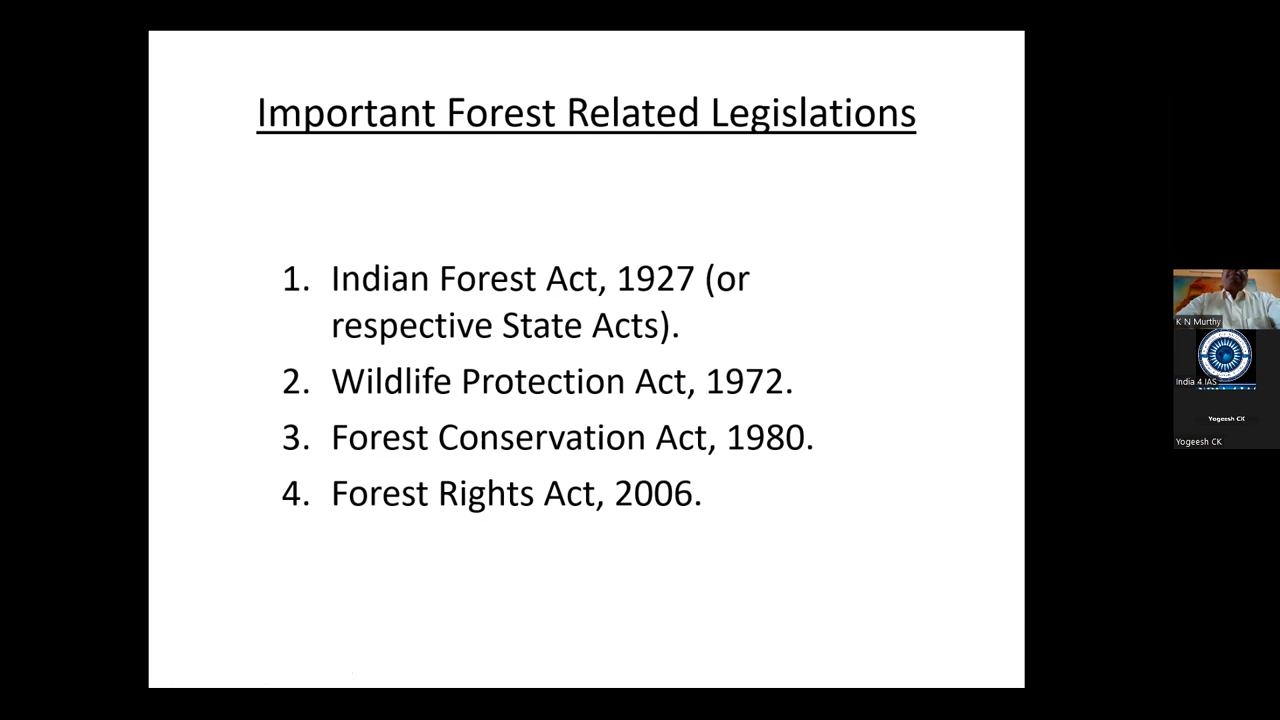 Important Forest Related Legislations
1. Indian Forest Act, 1927 (or
respective State Acts).
2. Wildlife Protection Act, 1972.
3. Forest Conservation Act, 1980.
4. Forest Rights Act, 2006.
K N Murthy
India 4 IAS
Yogeesh CK
Yogeesh CK